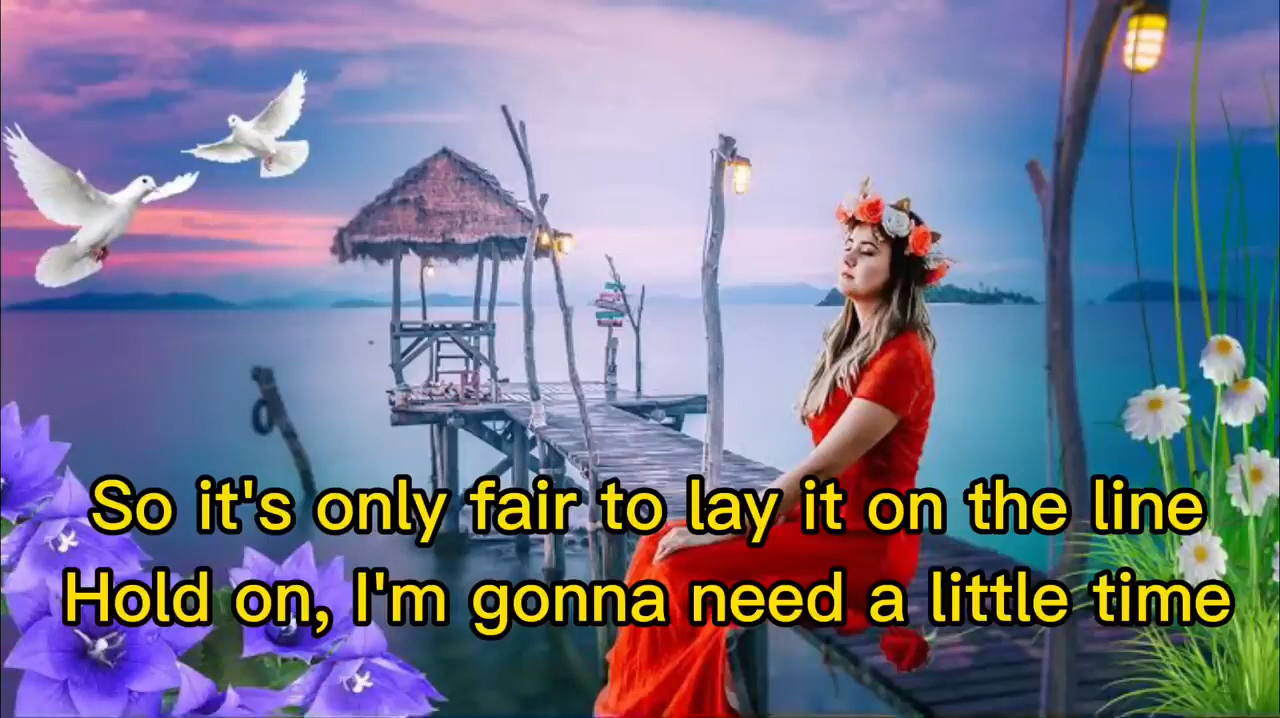 So it's only fair to lay it on the line
Hold on, I'm gonna need a little time